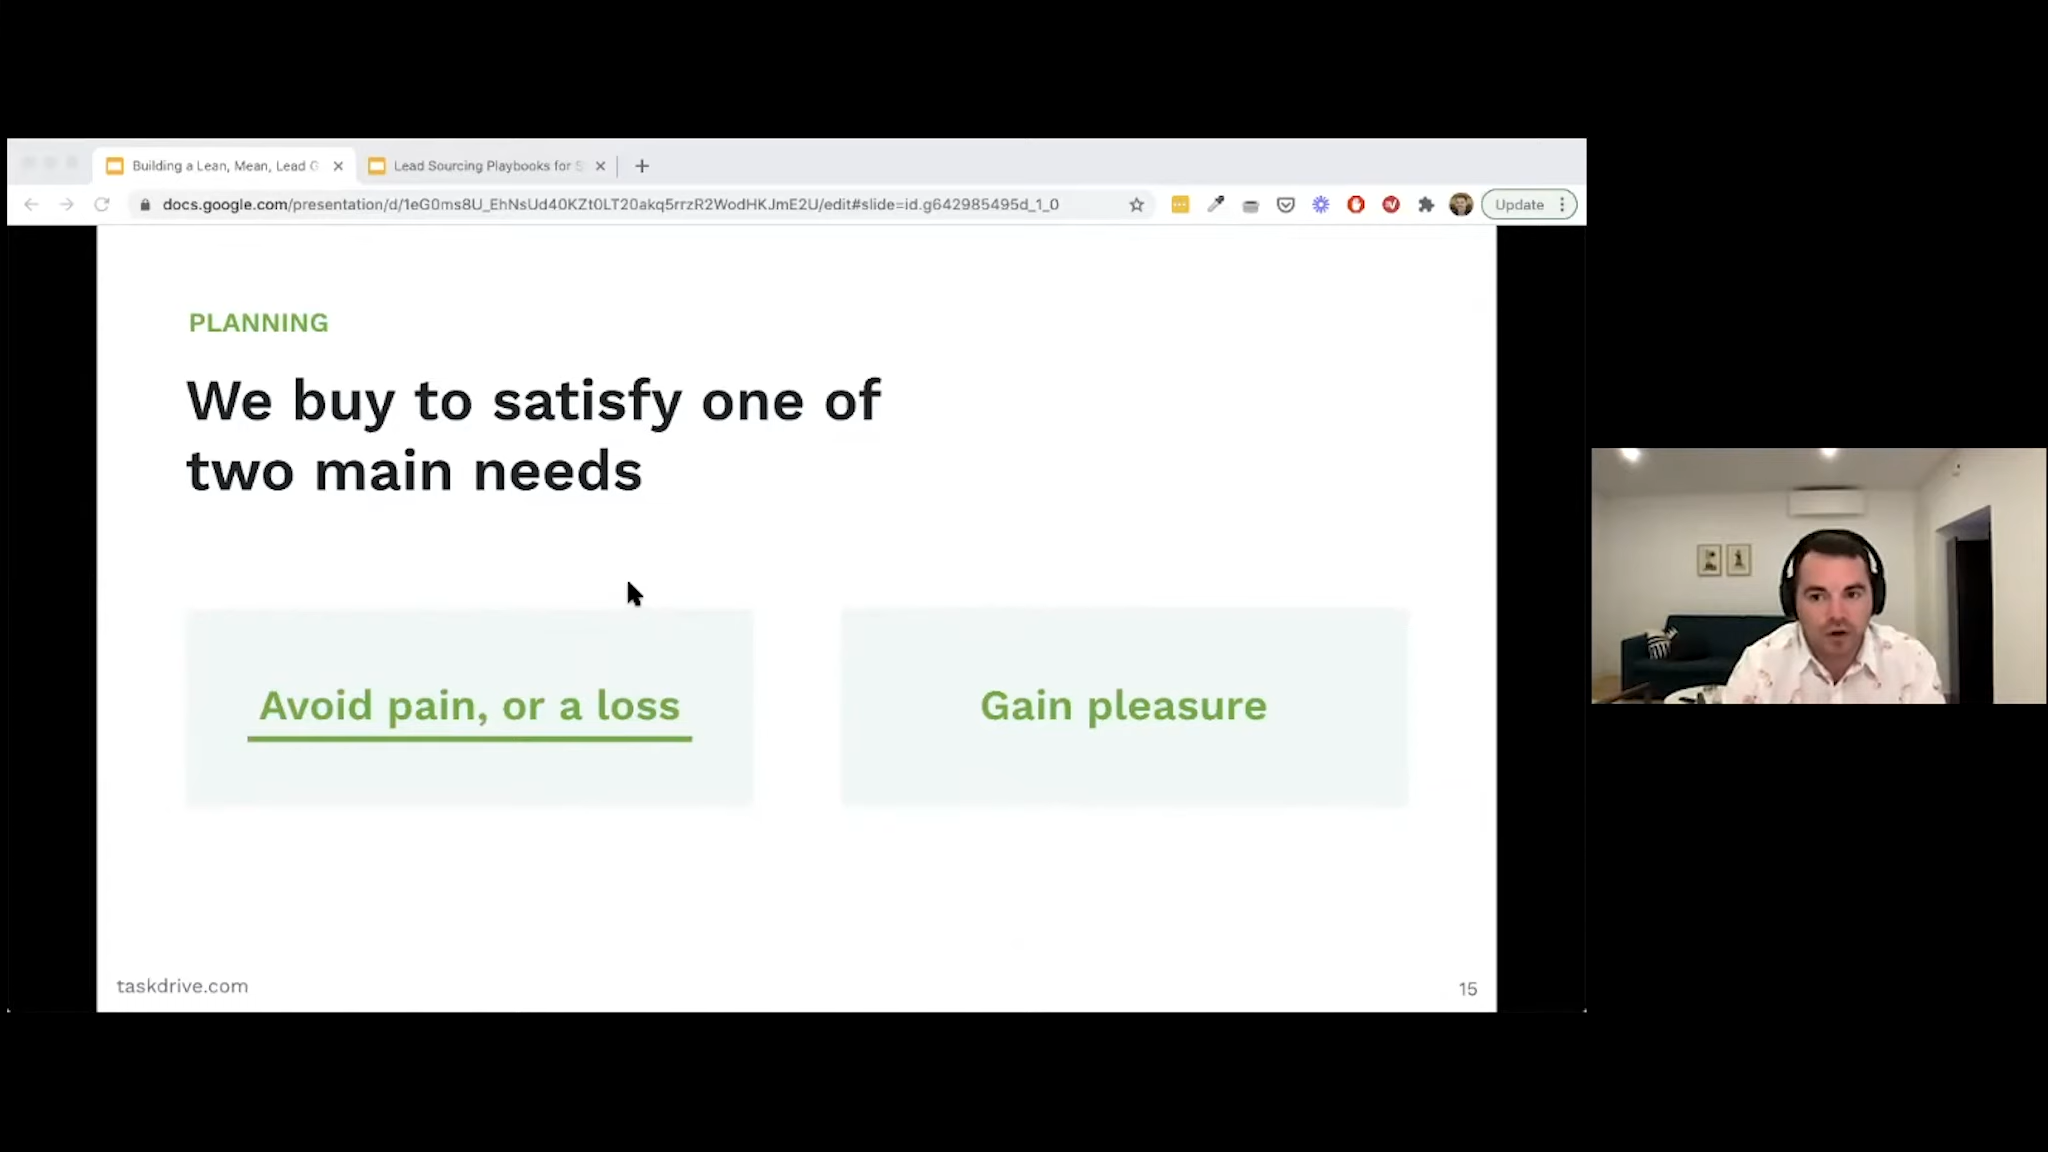 Building a Lean, Mean, Lead G
Lead Sourcing Playbooks for S
docs.google.com/presentation/d/1eG0ms8U_EhNsUd40KZt0LT20akq5rrzR2WodHKJmE2U/edit#slide=id.g642985495d_1_0
Update
PLANNING
We buy to satisfy one of
two main needs
Avoid pain, or a loss
Gain pleasure
taskdrive.com
15